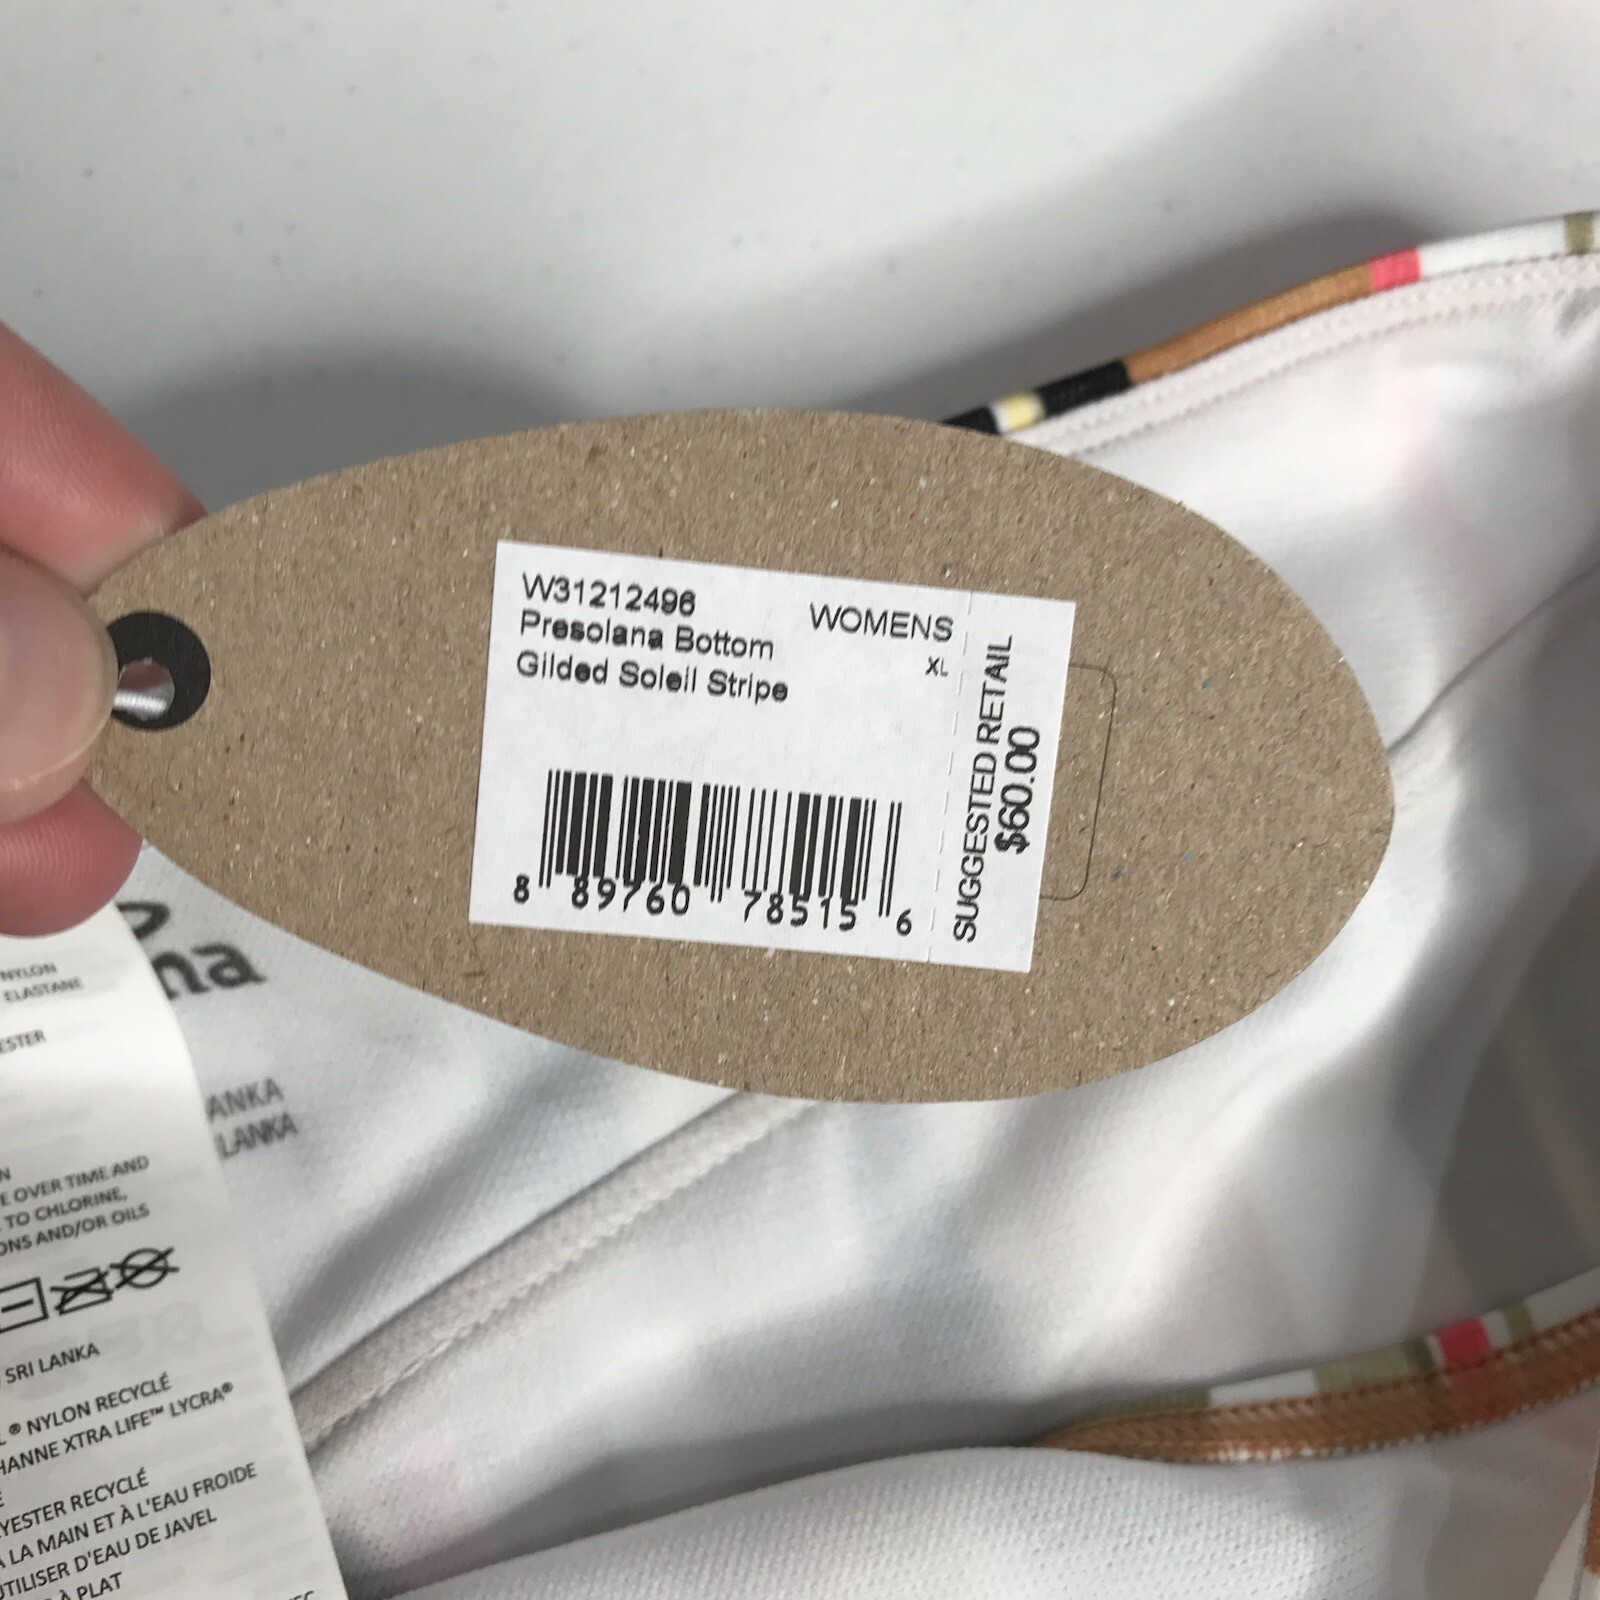 W31212496
Presolana Bottom
Gilded Soleil Stripe
WOMENS
XL
SUGGESTED RETAIL
$60.00
8 89760 78515 6
na
NYLON
ELASTANE
ANKA
LANKA
E OVER TIME AND
TO CHLORINE,
ONS AND/OR OILS
SRI LANKA
® NYLON RECYCLÉ
HANNE XTRA LIFE™ LYCRA®
YESTER RECYCLÉ
À LA MAIN ET À L'EAU FROIDE
UTILISER D'EAU DE JAVEL
À PLAT